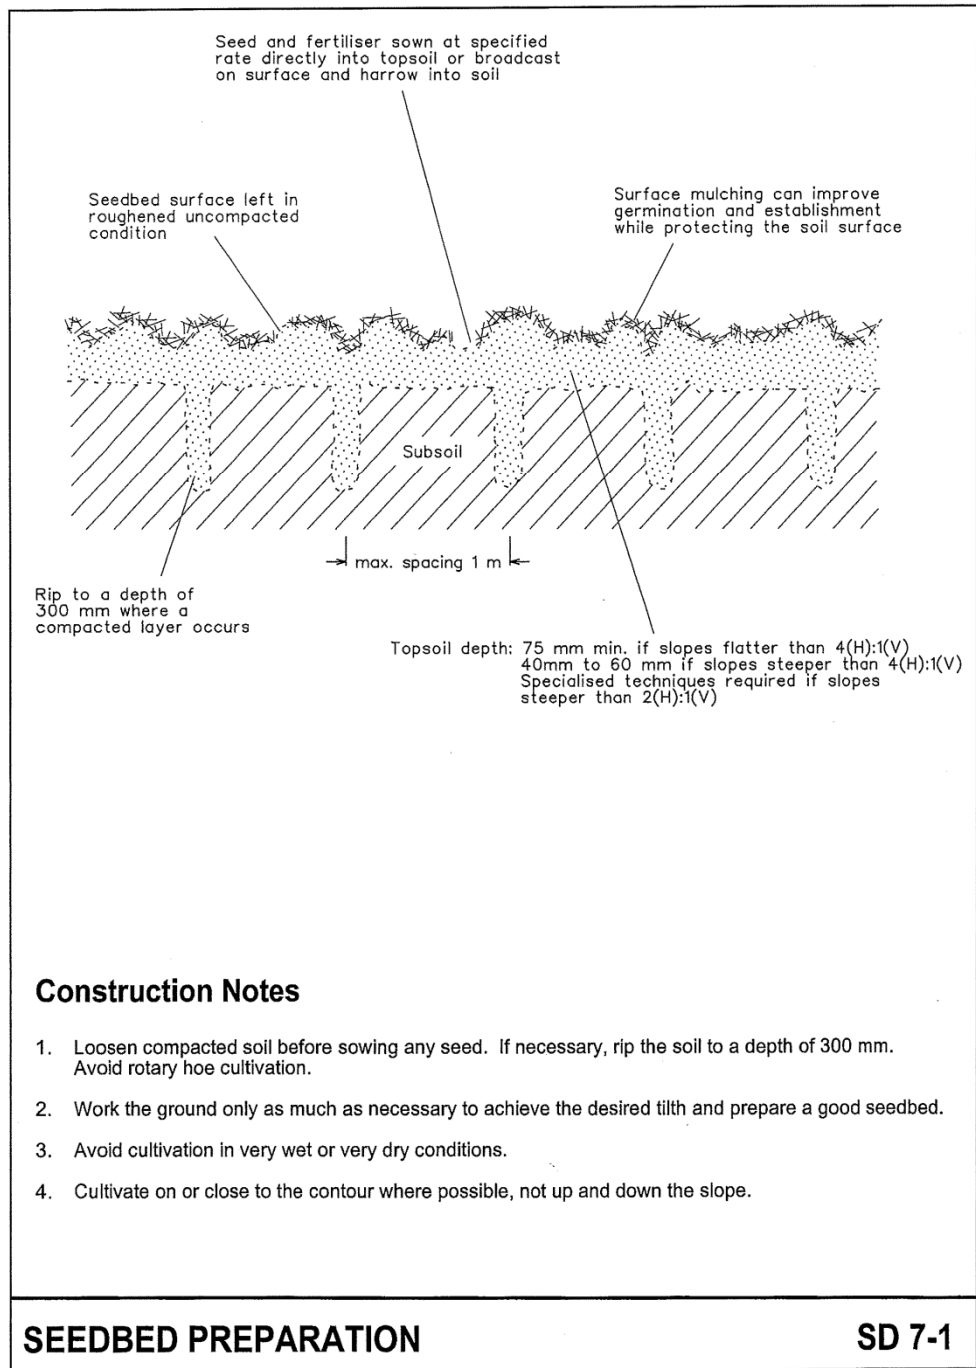 Seed and fertiliser sown at specified
rate directly into topsoil or broadcast
on surface and harrow into soil
Seedbed surface left in
roughened uncompacted
condition
Surface mulching can improve
germination and establishment
while protecting the soil surface
Subsoil
max. spacing 1 m
Rip to a depth of
300 mm where a
compacted layer occurs
Topsoil depth: 75 mm min. if slopes flatter than 4(H):1(V)
40mm to 60 mm if slopes steeper than 4(H):1(V)
Specialised techniques required if slopes
steeper than 2(H):1(V)
Construction Notes
1. Loosen compacted soil before sowing any seed. If necessary, rip the soil to a depth of 300 mm.
Avoid rotary hoe cultivation.
2. Work the ground only as much as necessary to achieve the desired tilth and prepare a good seedbed.
3. Avoid cultivation in very wet or very dry conditions.
4. Cultivate on or close to the contour where possible, not up and down the slope.
SEEDBED PREPARATION SD 7-1